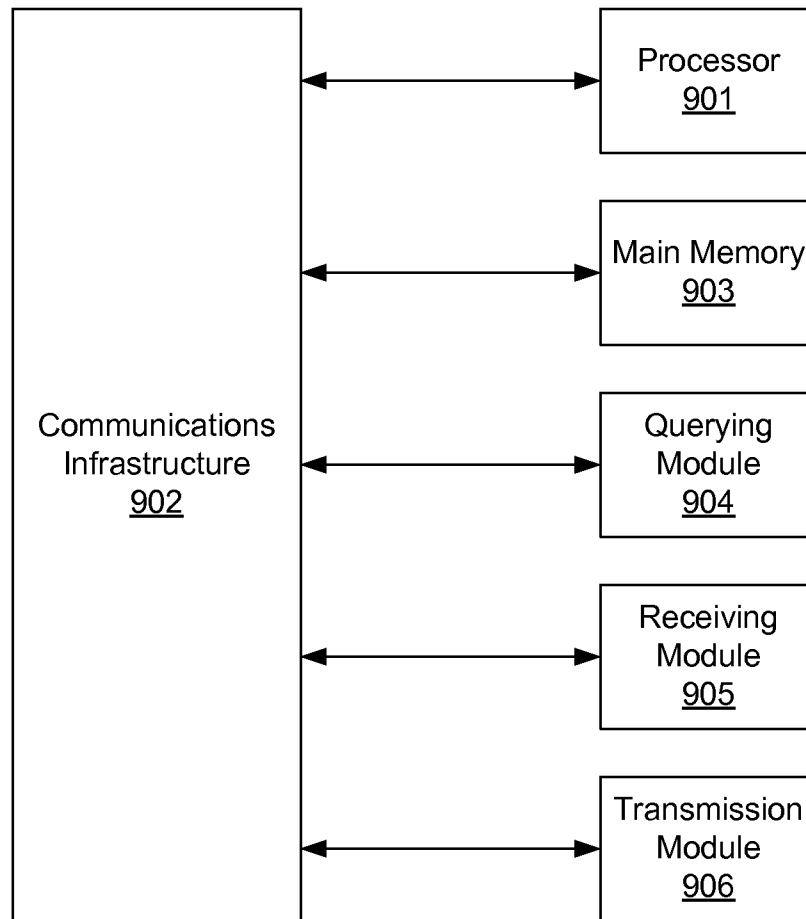 Communications
Infrastructure
902
Processor
901
Main Memory
903
Querying
Module
904
Receiving
Module
905
Transmission
Module
906